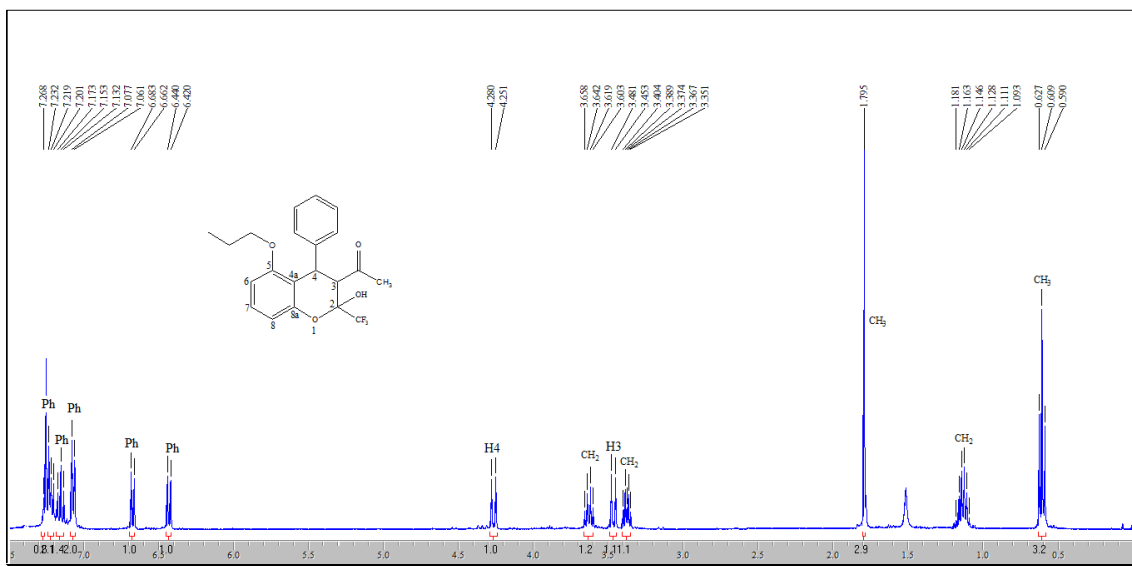 7.268 7.232 7.219 7.201 7.173 7.153 7.132 7.077 7.061 6.683 6.662 6.440 6.420 4.280 4.251 3.658 3.642 3.619 3.603 3.481 3.453 3.404 3.389 3.374 3.367 3.351 1.795 1.181 1.163 1.146 1.128 1.111 1.093 0.627 0.609 0.590
O
O
5 4a 4 CH3
6 3
OH
7 2
8a
8 O CF3
1
CH3
CH3
Ph Ph Ph Ph Ph H4 CH2 H3 CH2 CH2
7.0 6.5 6.0 5.5 5.0 4.5 4.0 3.5 3.0 2.5 2.0 1.5 1.0 0.5
2.0 1.0 1.0 1.0 1.2 1.1 1.1 2.9 3.2